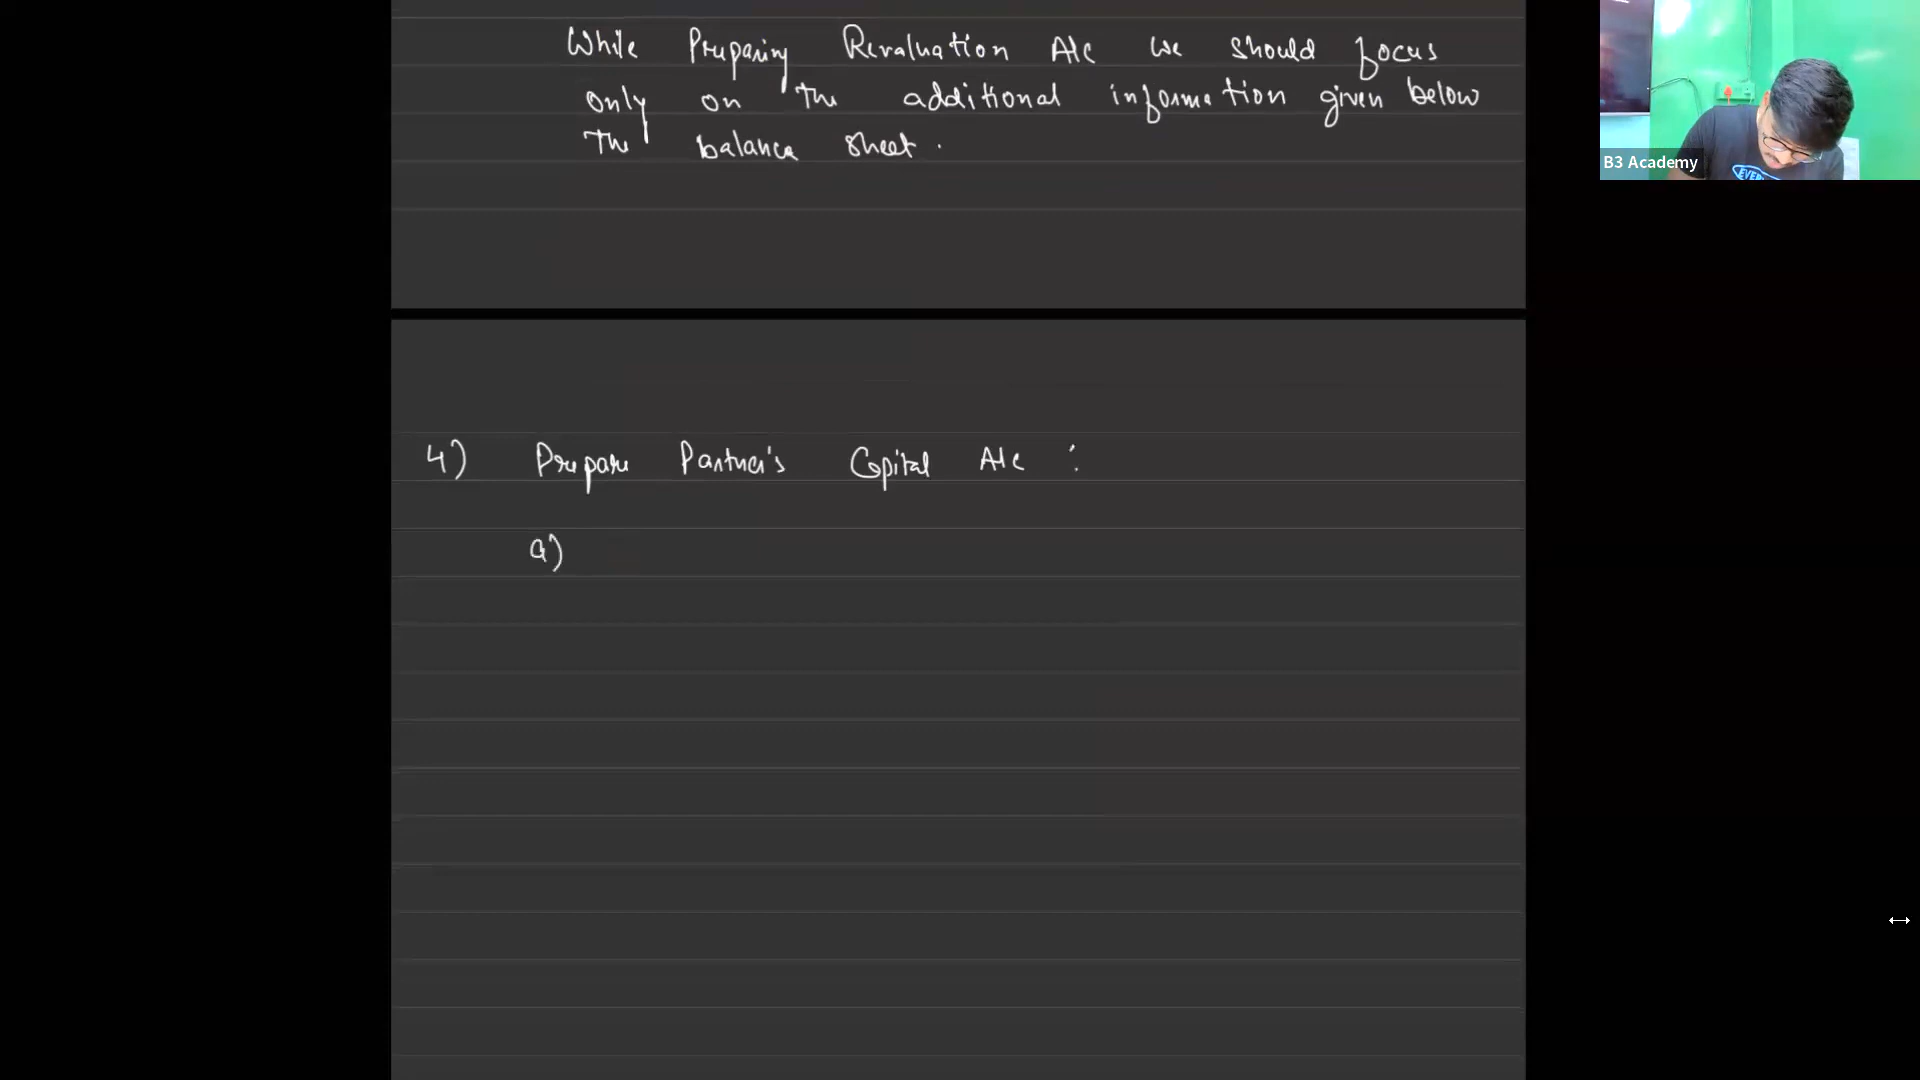 While Preparing Revaluation A/c we should focus
only on the additional information given below
the balance sheet.
4) Prepare Partner's Capital A/c :
a)
B3 Academy
EVER